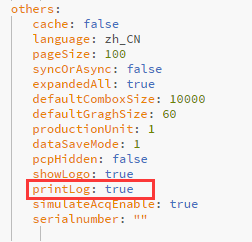 others:
cache: false
language: zh_CN
pageSize: 100
syncOrAsync: false
expandedAll: true
defaultComboxSize: 10000
defaultGraghSize: 60
productionUnit: 1
dataSaveMode: 1
pcpHidden: false
showLogo: true
printLog: true
simulateAcqEnable: true
serialnumber: ""